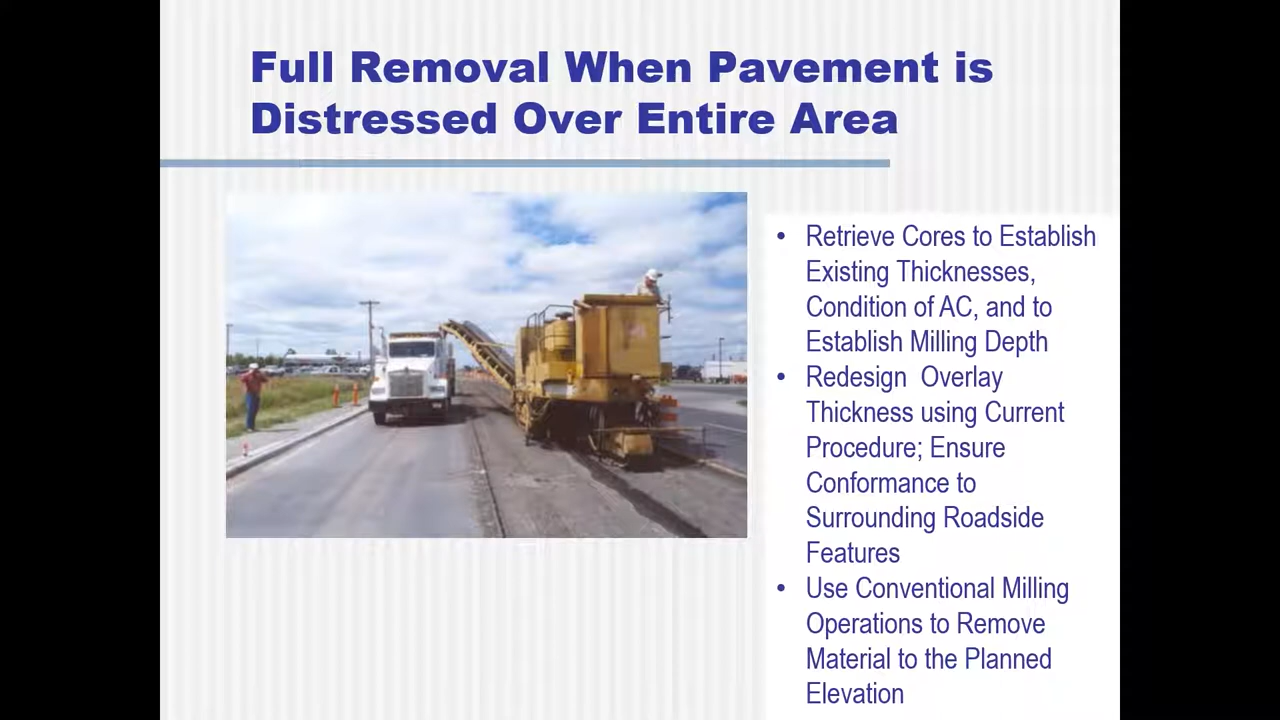 Full Removal When Pavement is
Distressed Over Entire Area
• Retrieve Cores to Establish
Existing Thicknesses,
Condition of AC, and to
Establish Milling Depth
• Redesign Overlay
Thickness using Current
Procedure; Ensure
Conformance to
Surrounding Roadside
Features
• Use Conventional Milling
Operations to Remove
Material to the Planned
Elevation